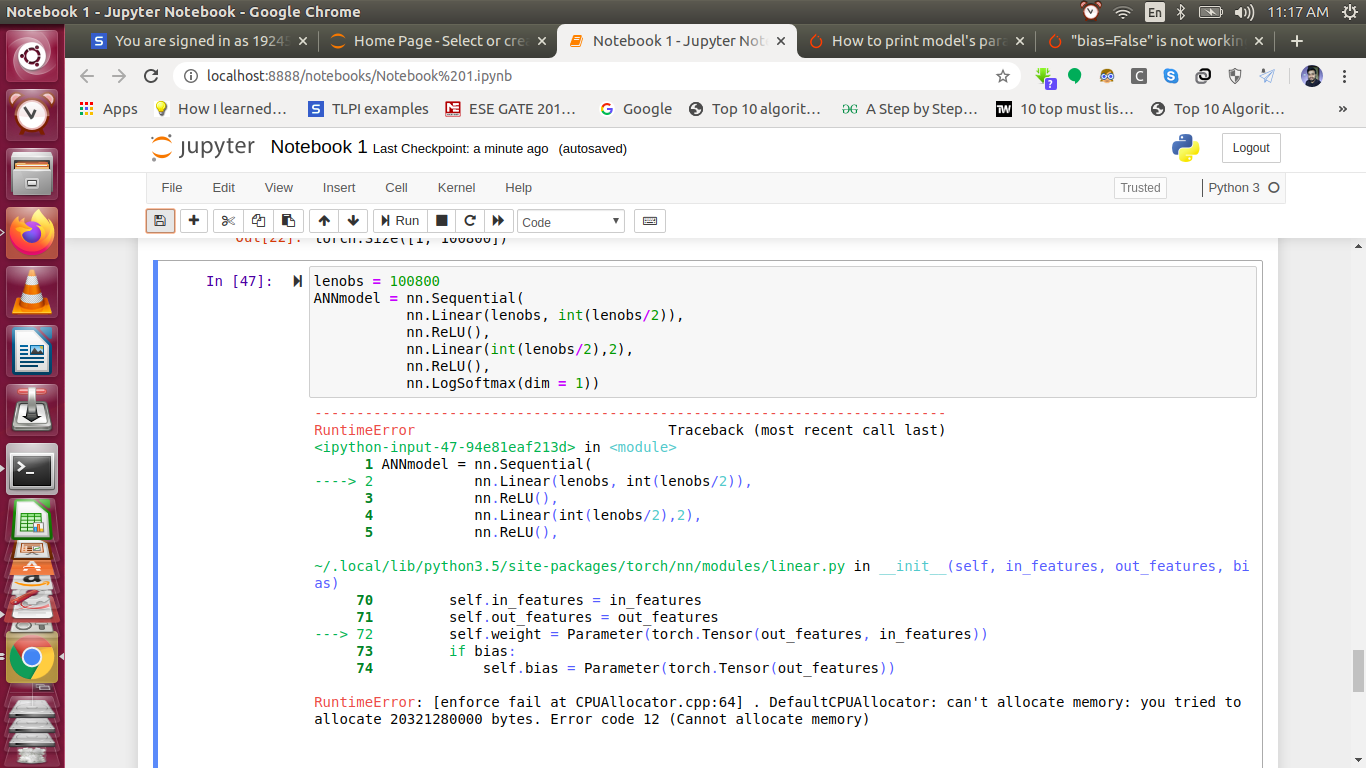 Notebook 1 - Jupyter Notebook - Google Chrome
En
11:17 AM
You are signed in as 1924
Home Page - Select or cre
Notebook 1 - Jupyter Not
How to print model's par
"bias=False" is not workin
localhost:8888/notebooks/Notebook%201.ipynb
Apps
How I learned…
TLPI examples
ESE GATE 201…
Google
Top 10 algorit…
A Step by Step…
10 top must lis…
Top 10 Algorit…
»
jupyter
Notebook 1 Last Checkpoint: a minute ago (autosaved)
Logout
File Edit View Insert Cell Kernel Help
Trusted
Python 3
Run
Code
Out[22]: torch.Size([1, 100800])
In [47]:
lenobs = 100800
ANNmodel = nn.Sequential(
nn.Linear(lenobs, int(lenobs/2)),
nn.ReLU(),
nn.Linear(int(lenobs/2),2),
nn.ReLU(),
nn.LogSoftmax(dim = 1))
---------------------------------------------------------------------------
RuntimeError Traceback (most recent call last)
<ipython-input-47-94e81eaf213d> in <module>
1 ANNmodel = nn.Sequential(
----> 2 nn.Linear(lenobs, int(lenobs/2)),
3 nn.ReLU(),
4 nn.Linear(int(lenobs/2),2),
5 nn.ReLU(),
~/.local/lib/python3.5/site-packages/torch/nn/modules/linear.py in __init__(self, in_features, out_features, bi
as)
70 self.in_features = in_features
71 self.out_features = out_features
---> 72 self.weight = Parameter(torch.Tensor(out_features, in_features))
73 if bias:
74 self.bias = Parameter(torch.Tensor(out_features))
RuntimeError: [enforce fail at CPUAllocator.cpp:64] . DefaultCPUAllocator: can't allocate memory: you tried to
allocate 20321280000 bytes. Error code 12 (Cannot allocate memory)